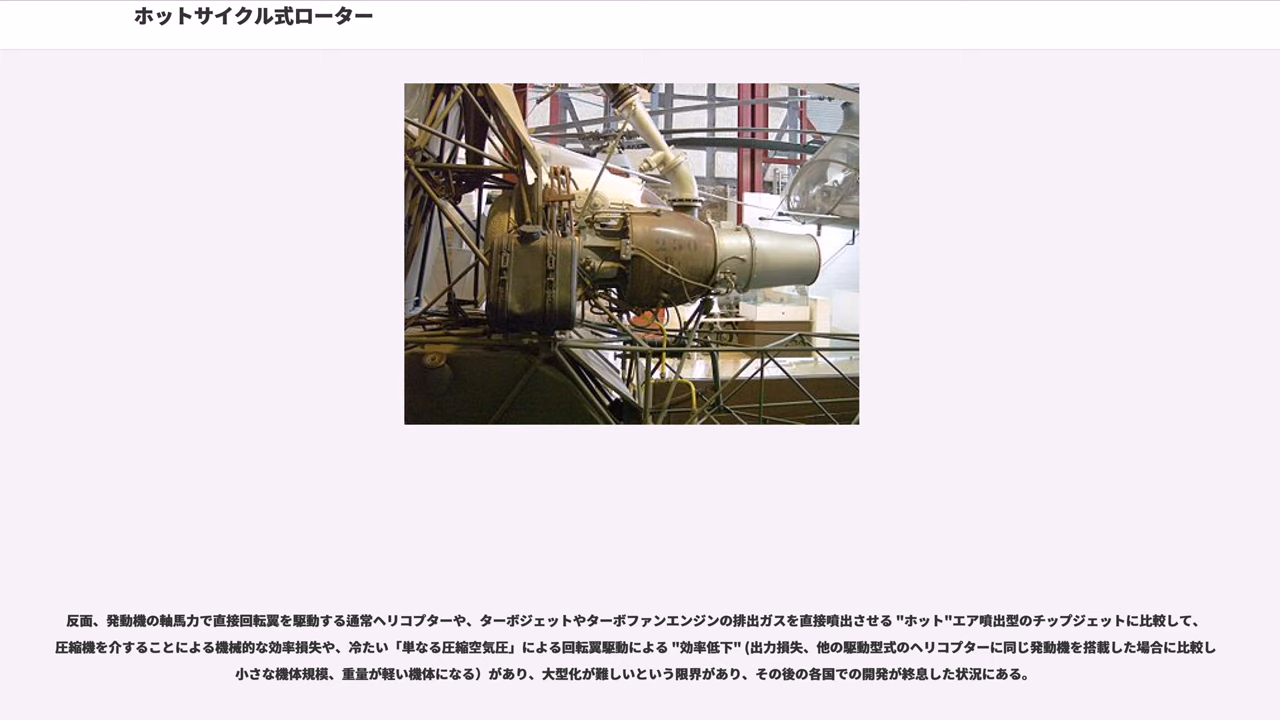 ホットサイクル式ローター
250
反面、発動機の軸馬力で直接回転翼を駆動する通常ヘリコプターや、ターボジェットやターボファンエンジンの排出ガスを直接噴出させる "ホット"エア噴出型のチップジェットに比較して、
圧縮機を介することによる機械的な効率損失や、冷たい「単なる圧縮空気圧」による回転翼駆動による "効率低下" (出力損失、他の駆動型式のヘリコプターに同じ発動機を搭載した場合に比較し
小さな機体規模、重量が軽い機体になる）があり、大型化が難しいという限界があり、その後の各国での開発が終息した状況にある。